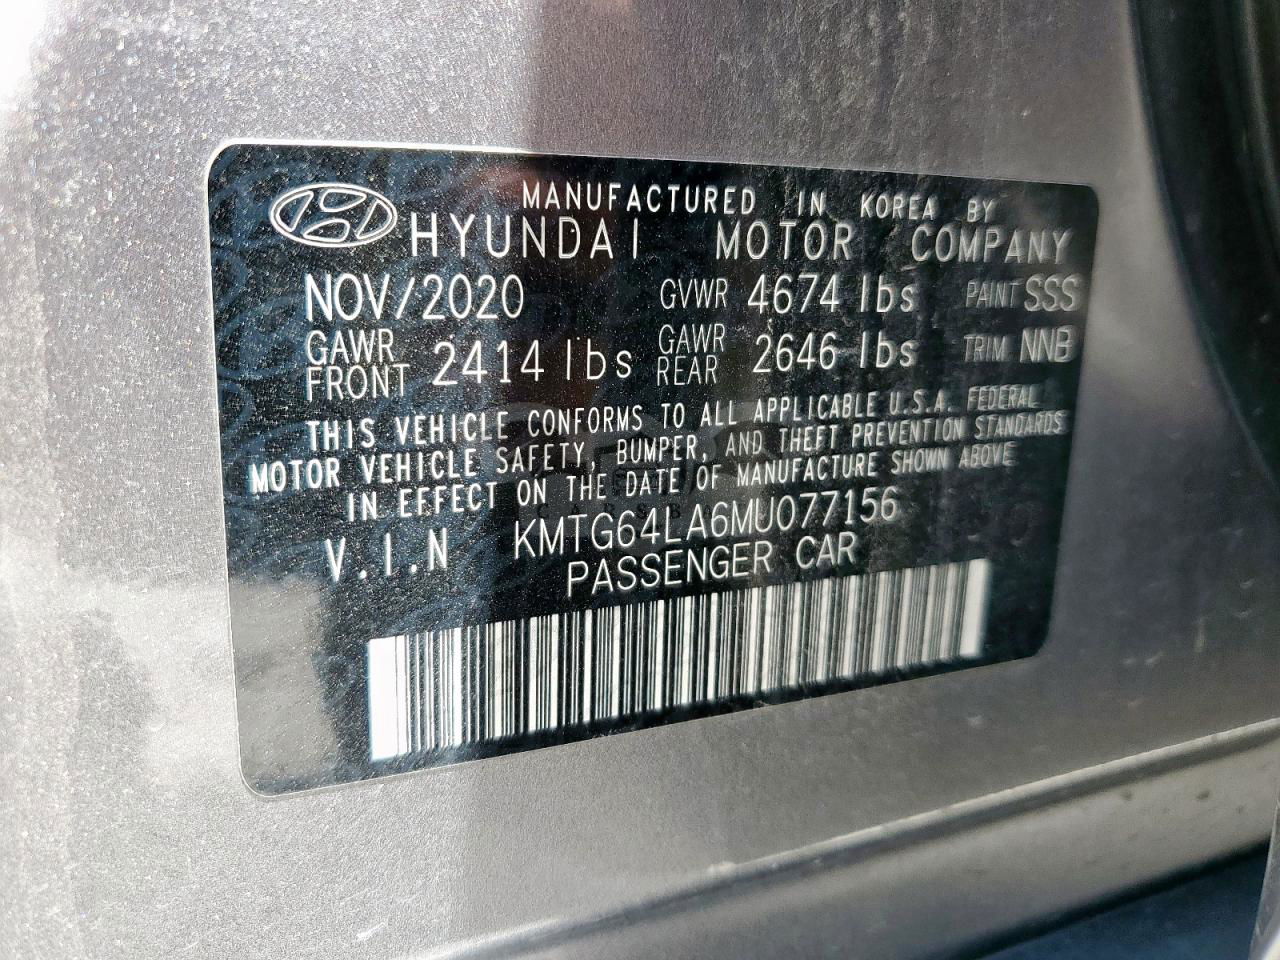 MANUFACTURED IN KOREA BY
HYUNDAI MOTOR COMPANY
NOV/2020 GVWR 4674 lbs PAINT SSS
GAWR FRONT 2414 lbs GAWR REAR 2646 lbs TRIM NNB
THIS VEHICLE CONFORMS TO ALL APPLICABLE U.S.A. FEDERAL
MOTOR VEHICLE SAFETY, BUMPER, AND THEFT PREVENTION STANDARDS
IN EFFECT ON THE DATE OF MANUFACTURE SHOWN ABOVE
V.I.N KMTG64LA6MU077156
PASSENGER CAR